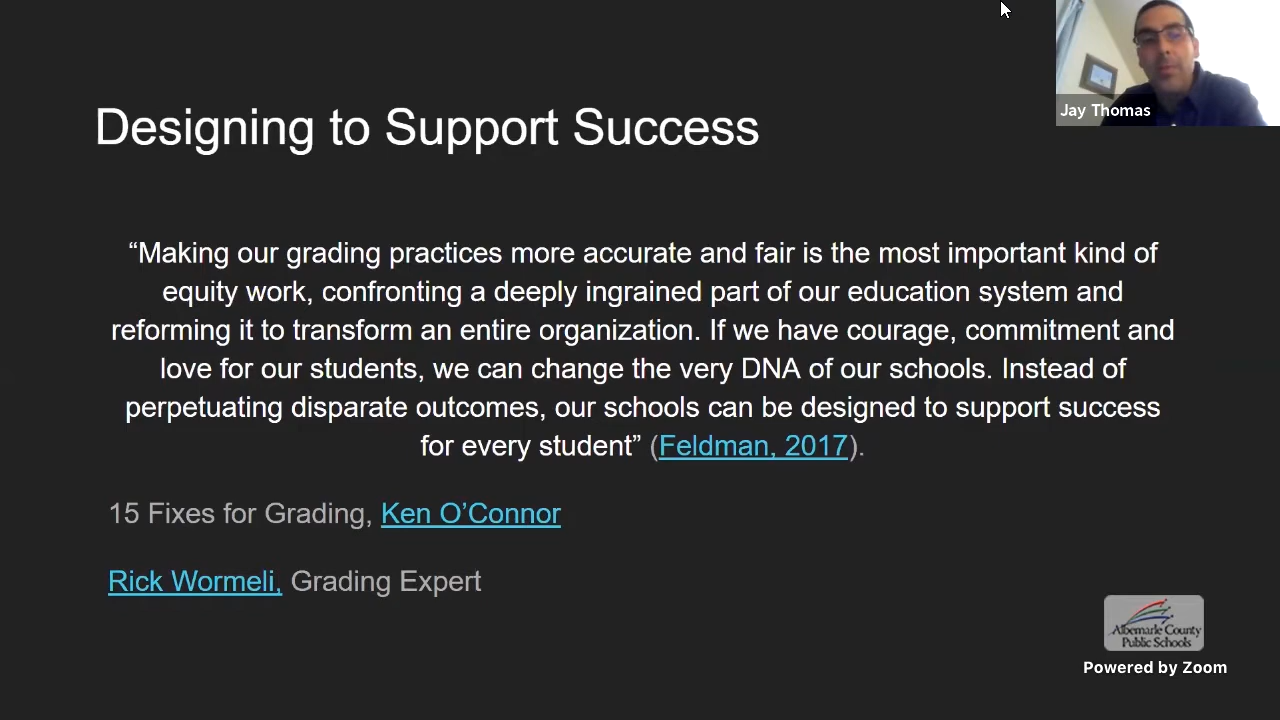 Jay Thomas
Designing to Support Success
“Making our grading practices more accurate and fair is the most important kind of
equity work, confronting a deeply ingrained part of our education system and
reforming it to transform an entire organization. If we have courage, commitment and
love for our students, we can change the very DNA of our schools. Instead of
perpetuating disparate outcomes, our schools can be designed to support success
for every student” (Feldman, 2017).
15 Fixes for Grading, Ken O’Connor
Rick Wormeli, Grading Expert
Albemarle County
Public Schools
Powered by Zoom